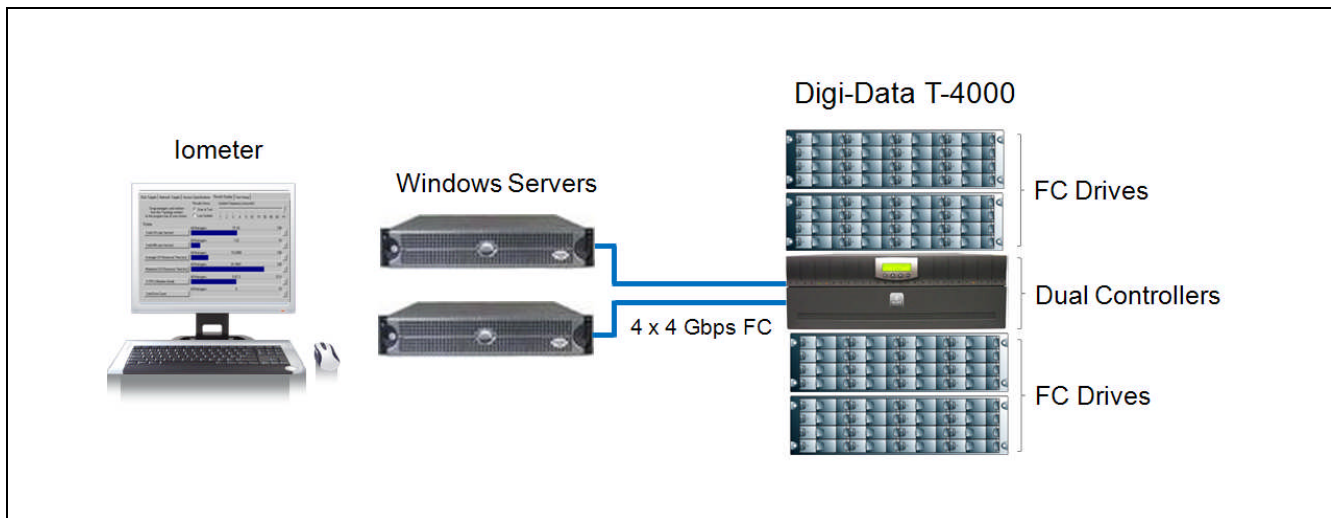 Digi-Data T-4000
Iometer
Windows Servers
FC Drives
Dual Controllers
4 x 4 Gbps FC
FC Drives